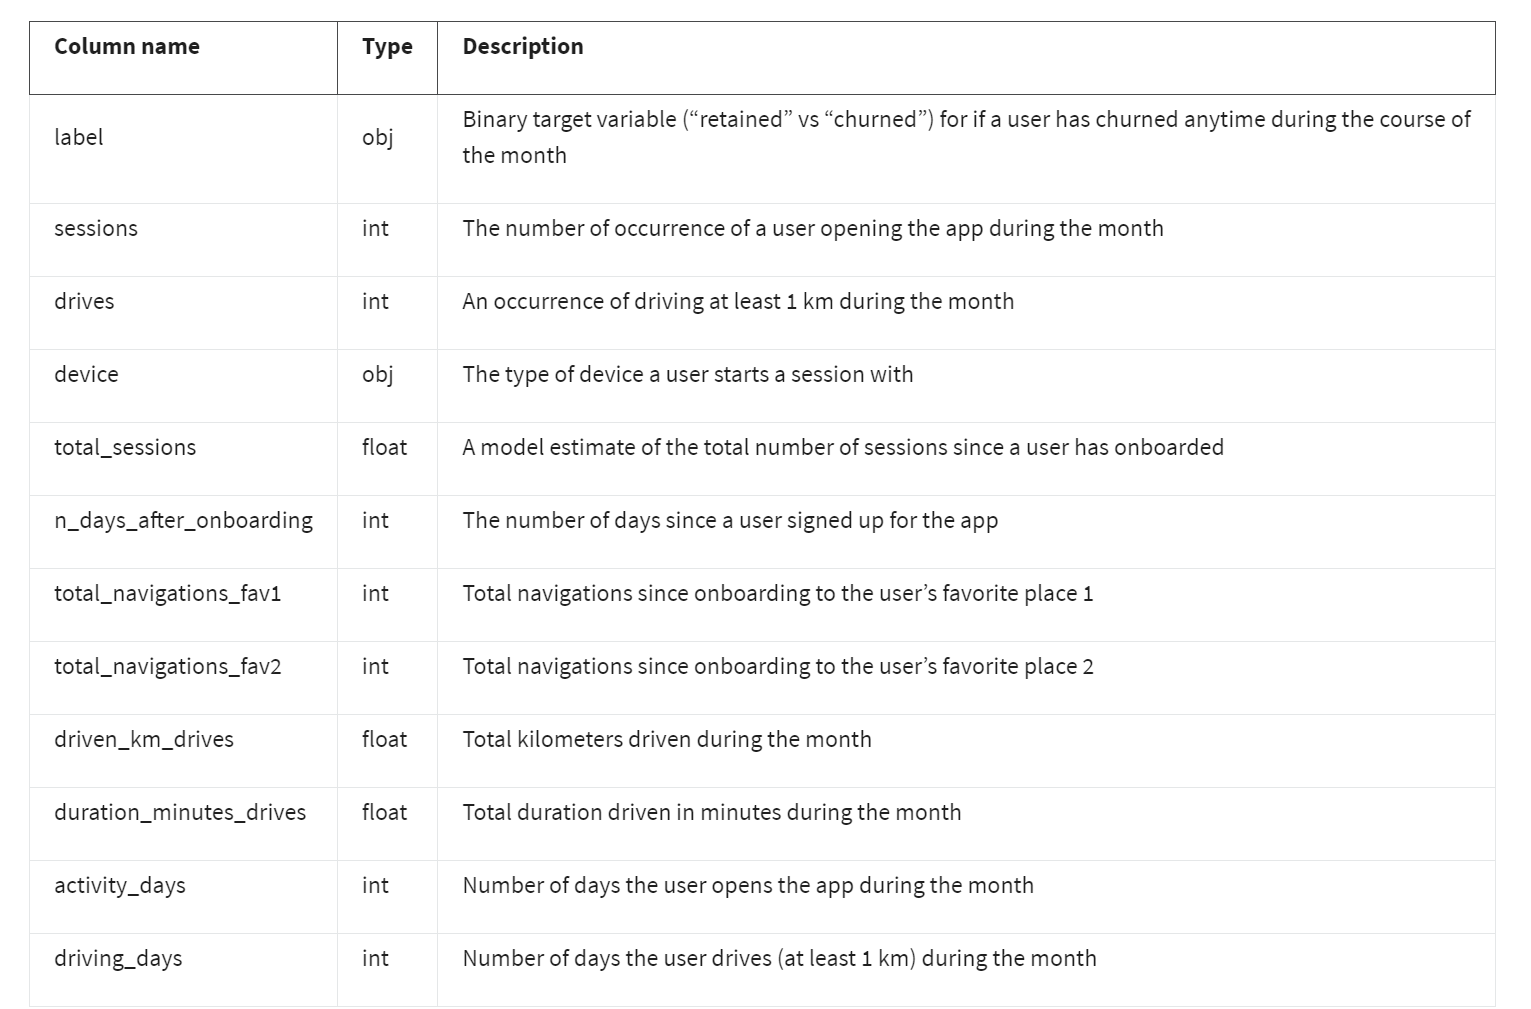 Column name Type Description
label obj Binary target variable (“retained” vs “churned”) for if a user has churned anytime during the course of
the month
sessions int The number of occurrence of a user opening the app during the month
drives int An occurrence of driving at least 1 km during the month
device obj The type of device a user starts a session with
total_sessions float A model estimate of the total number of sessions since a user has onboarded
n_days_after_onboarding int The number of days since a user signed up for the app
total_navigations_fav1 int Total navigations since onboarding to the user’s favorite place 1
total_navigations_fav2 int Total navigations since onboarding to the user’s favorite place 2
driven_km_drives float Total kilometers driven during the month
duration_minutes_drives float Total duration driven in minutes during the month
activity_days int Number of days the user opens the app during the month
driving_days int Number of days the user drives (at least 1 km) during the month